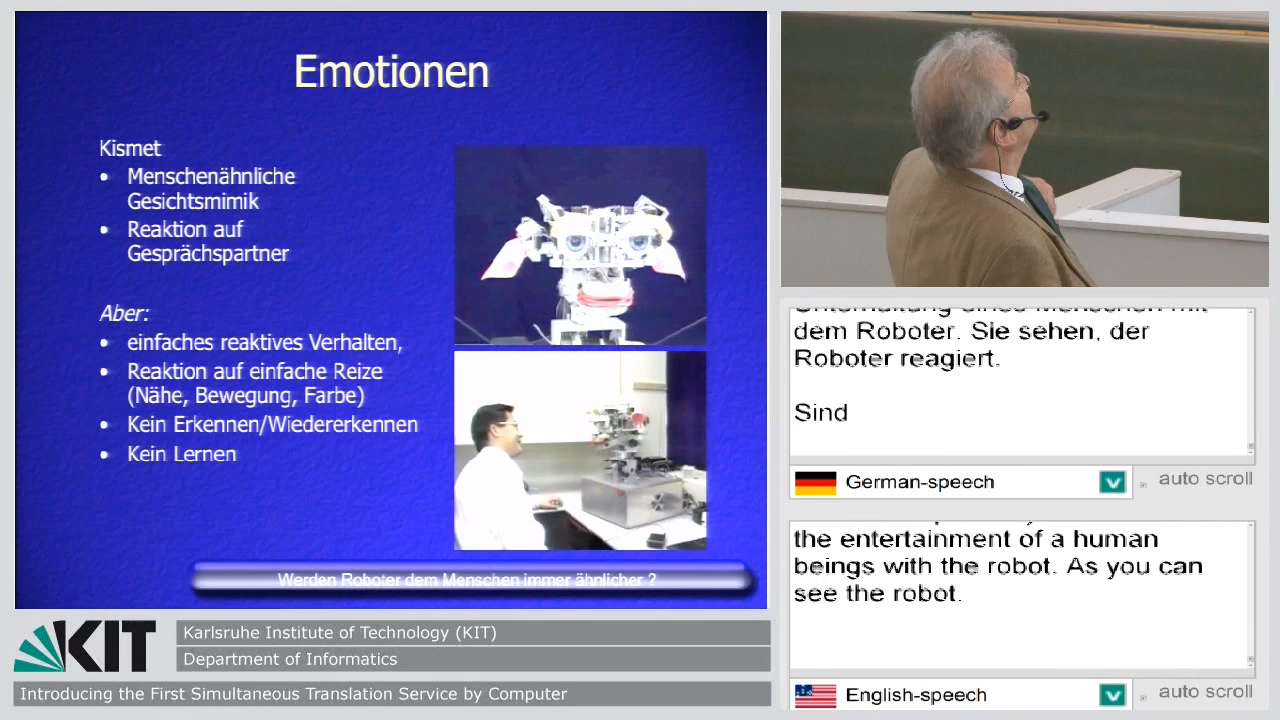 Emotionen
Kismet
• Menschenähnliche
Gesichtsmimik
• Reaktion auf
Gesprächspartner
Aber:
• einfaches reaktives Verhalten,
• Reaktion auf einfache Reize
(Nähe, Bewegung, Farbe)
• Kein Erkennen/Wiedererkennen
• Kein Lernen
Werden Roboter dem Menschen immer ähnlicher ?
Unterhaltung eines Menschen mit
dem Roboter. Sie sehen, der
Roboter reagiert.
Sind
German-speech
auto scroll
the entertainment of a human
beings with the robot. As you can
see the robot.
English-speech
auto scroll
KIT
Karlsruhe Institute of Technology (KIT)
Department of Informatics
Introducing the First Simultaneous Translation Service by Computer